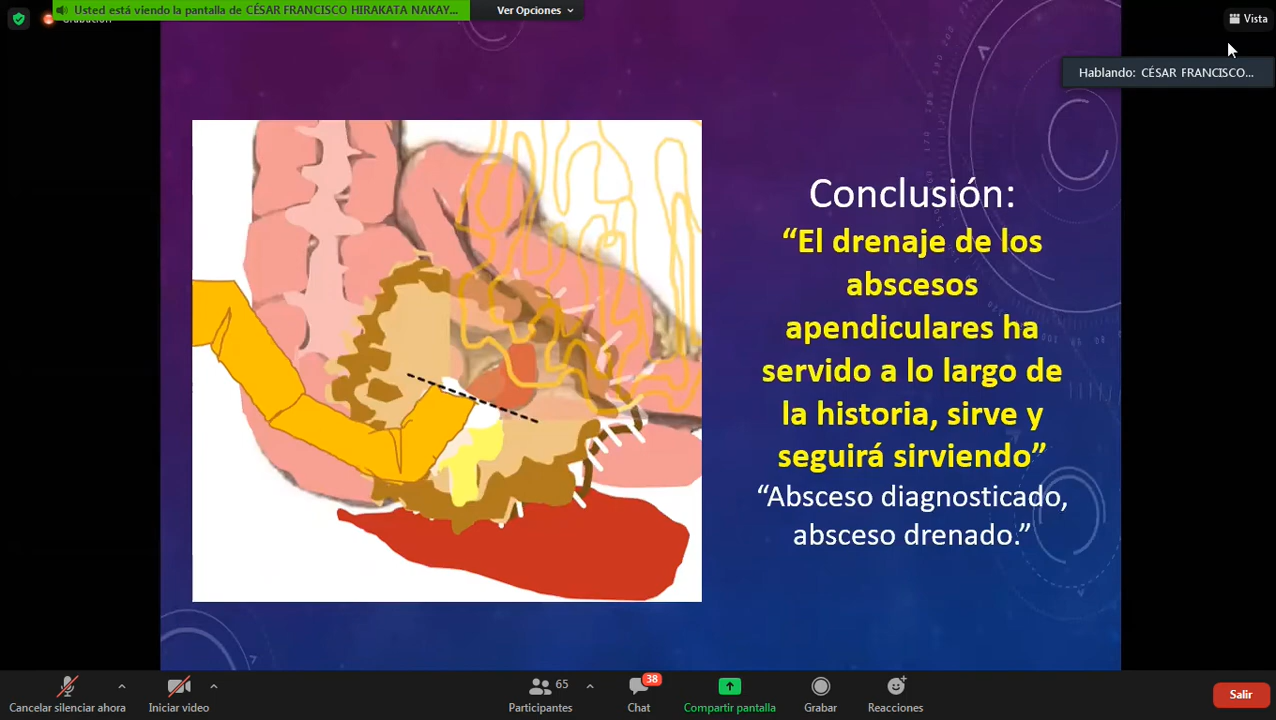 Usted está viendo la pantalla de CÉSAR FRANCISCO HIRAKATA NAKAY...
Ver Opciones
Grabación
Vista
Hablando: CÉSAR FRANCISCO...
Conclusión:
“El drenaje de los
abscesos
apendiculares ha
servido a lo largo de
la historia, sirve y
seguirá sirviendo”
“Absceso diagnosticado,
absceso drenado.”
Cancelar silenciar ahora
Iniciar video
65
Participantes
38
Chat
Compartir pantalla
Grabar
Reacciones
Salir